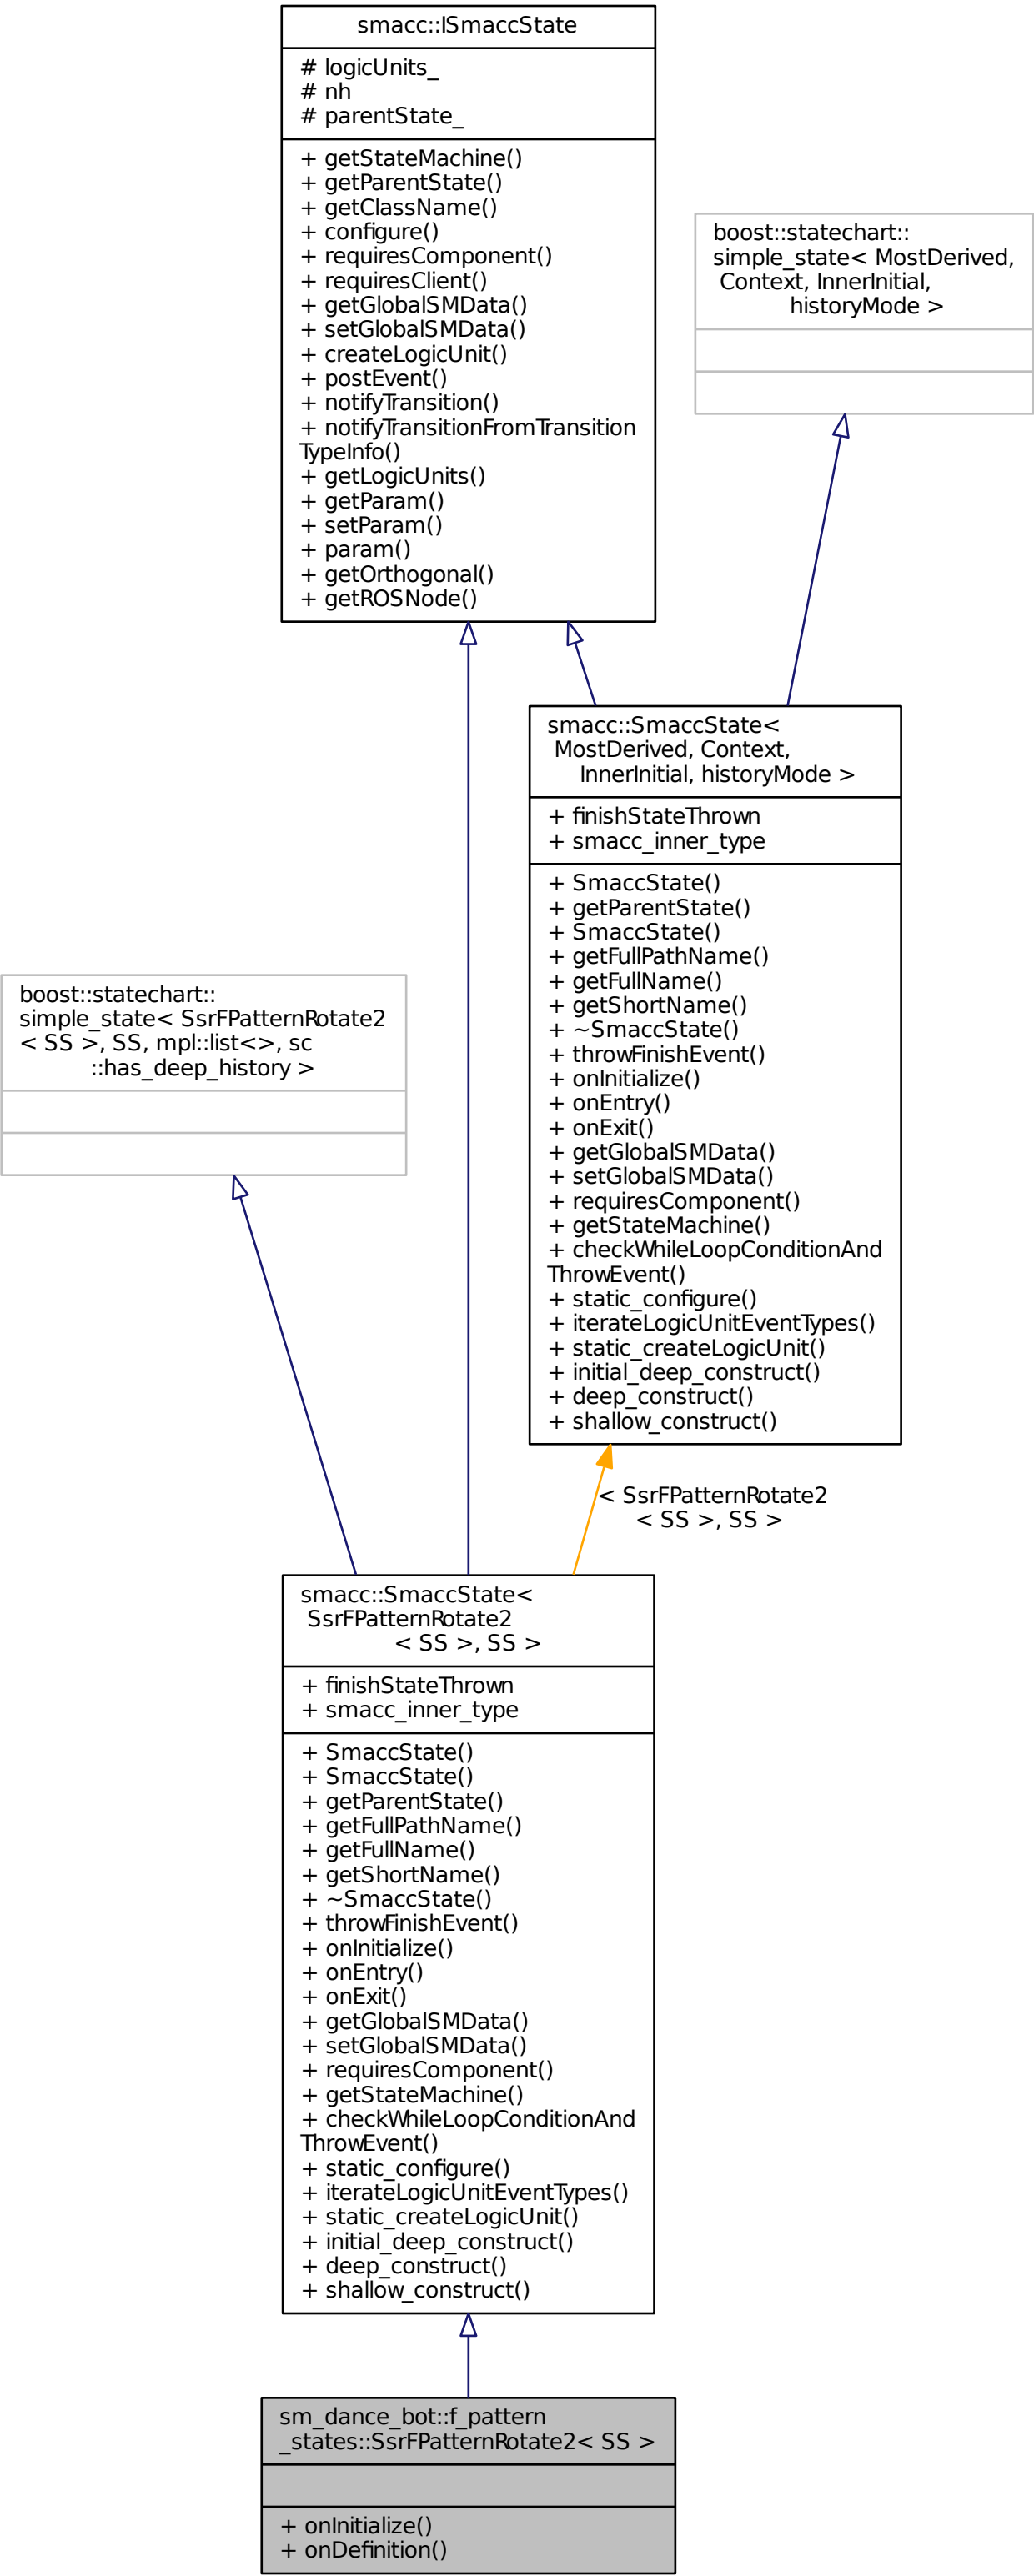 smacc::ISmaccState
# logicUnits_
# nh
# parentState_
+ getStateMachine()
+ getParentState()
+ getClassName()
+ configure()
+ requiresComponent()
+ requiresClient()
+ getGlobalSMData()
+ setGlobalSMData()
+ createLogicUnit()
+ postEvent()
+ notifyTransition()
+ notifyTransitionFromTransition
TypeInfo()
+ getLogicUnits()
+ getParam()
+ setParam()
+ param()
+ getOrthogonal()
+ getROSNode()
boost::statechart::
simple_state< MostDerived,
Context, InnerInitial,
historyMode >
smacc::SmaccState<
MostDerived, Context,
InnerInitial, historyMode >
+ finishStateThrown
+ smacc_inner_type
+ SmaccState()
+ getParentState()
+ SmaccState()
+ getFullPathName()
+ getFullName()
+ getShortName()
+ ~SmaccState()
+ throwFinishEvent()
+ onInitialize()
+ onEntry()
+ onExit()
+ getGlobalSMData()
+ setGlobalSMData()
+ requiresComponent()
+ getStateMachine()
+ checkWhileLoopConditionAnd
ThrowEvent()
+ static_configure()
+ iterateLogicUnitEventTypes()
+ static_createLogicUnit()
+ initial_deep_construct()
+ deep_construct()
+ shallow_construct()
boost::statechart::
simple_state< SsrFPatternRotate2
< SS >, SS, mpl::list<>, sc
::has_deep_history >
< SsrFPatternRotate2
< SS >, SS >
smacc::SmaccState<
SsrFPatternRotate2
< SS >, SS >
+ finishStateThrown
+ smacc_inner_type
+ SmaccState()
+ SmaccState()
+ getParentState()
+ getFullPathName()
+ getFullName()
+ getShortName()
+ ~SmaccState()
+ throwFinishEvent()
+ onInitialize()
+ onEntry()
+ onExit()
+ getGlobalSMData()
+ setGlobalSMData()
+ requiresComponent()
+ getStateMachine()
+ checkWhileLoopConditionAnd
ThrowEvent()
+ static_configure()
+ iterateLogicUnitEventTypes()
+ static_createLogicUnit()
+ initial_deep_construct()
+ deep_construct()
+ shallow_construct()
sm_dance_bot::f_pattern
_states::SsrFPatternRotate2< SS >
+ onInitialize()
+ onDefinition()